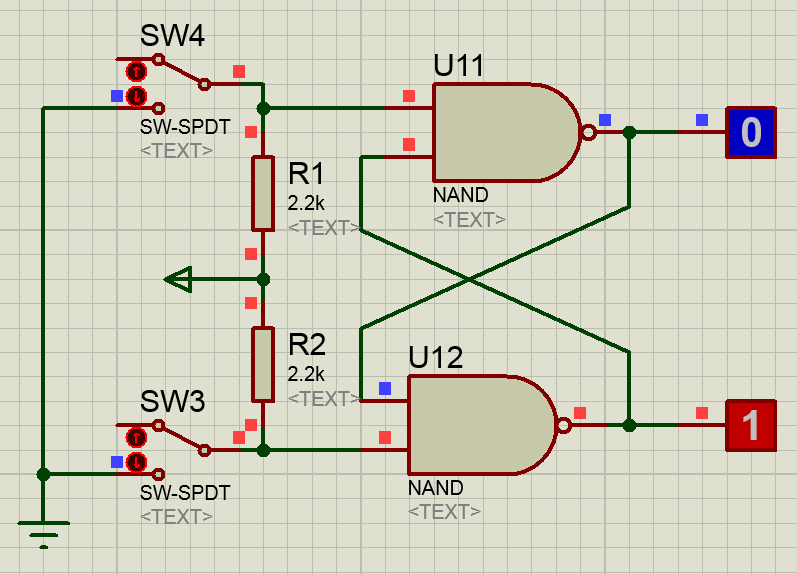 SW4
SW-SPDT
<TEXT>
U11
NAND
<TEXT>
0
R1
2.2k
<TEXT>
R2
2.2k
<TEXT>
SW3
SW-SPDT
<TEXT>
U12
NAND
<TEXT>
1